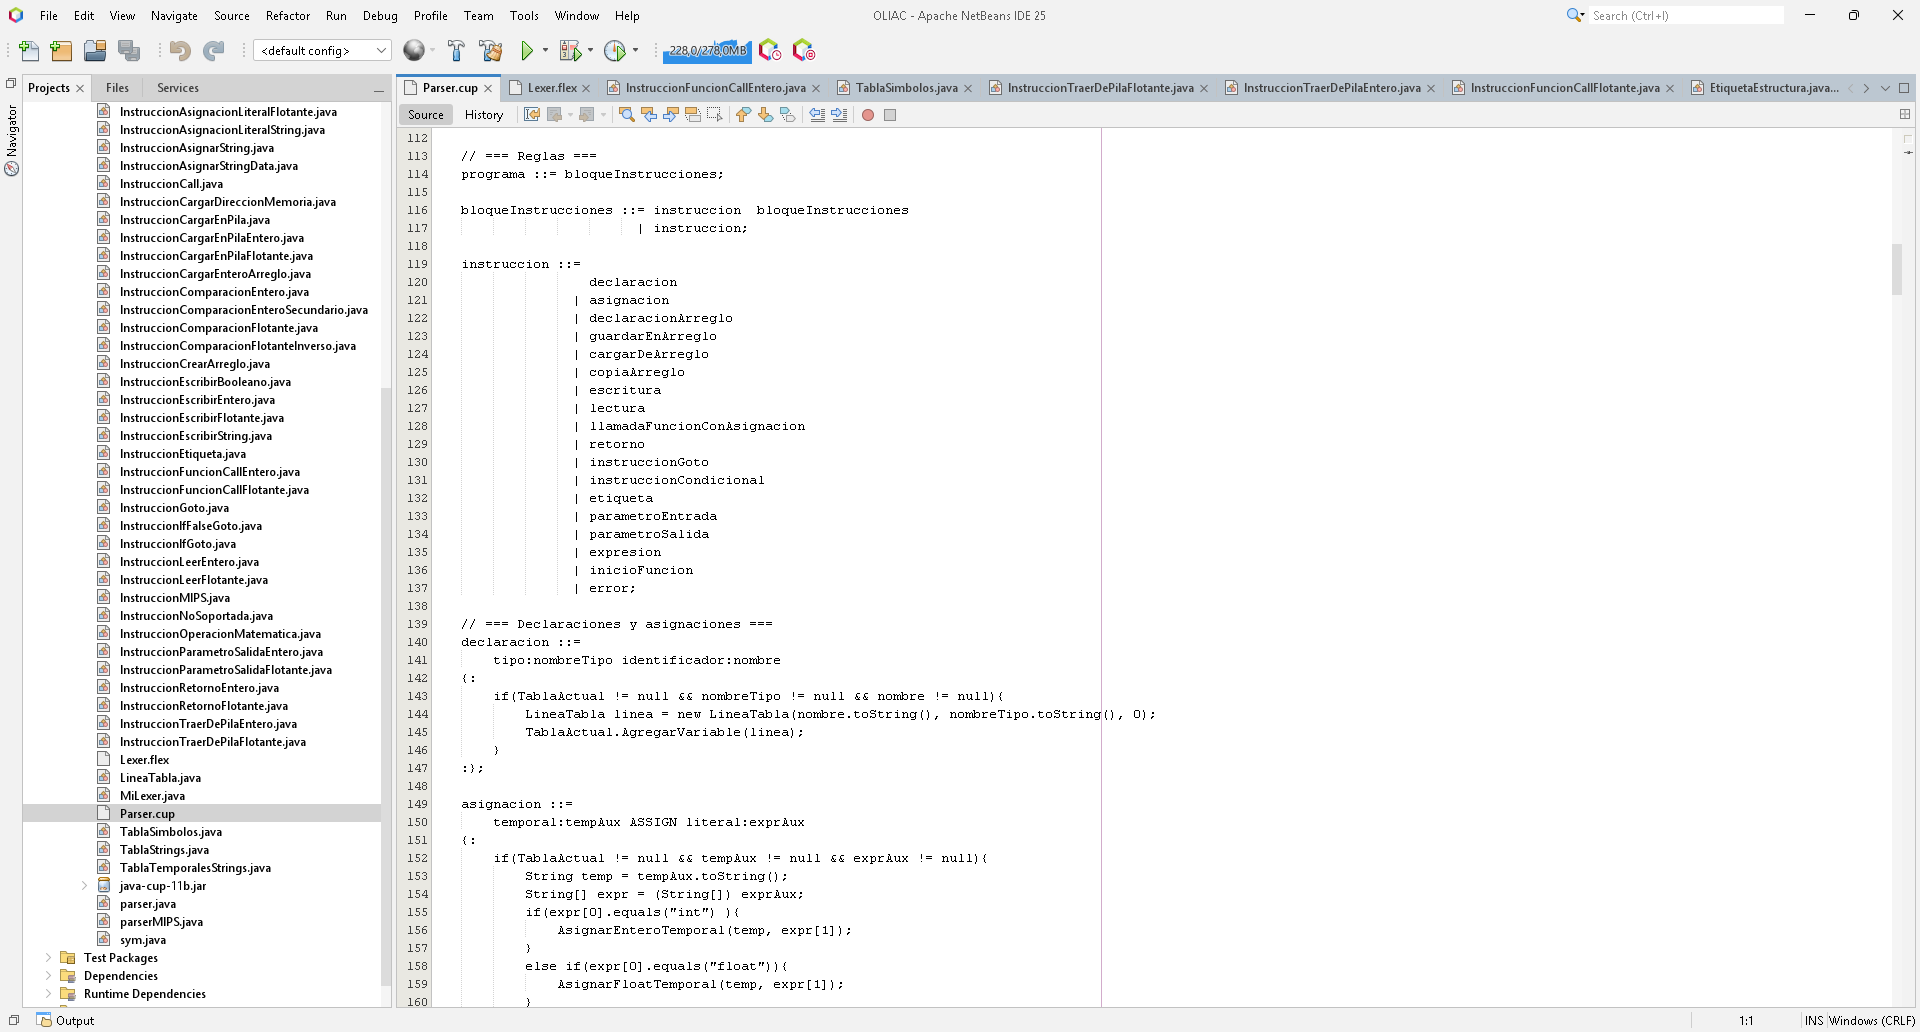 File Edit View Navigate Source Refactor Run Debug Profile Team Tools Window Help
OLIAC - Apache NetBeans IDE 25
Search (Ctrl+I)
<default config>
228,0/278,0MB
Projects Files Services
Navigator
InstruccionAsignacionLiteralFlotante.java
InstruccionAsignacionLiteralString.java
InstruccionAsignarString.java
InstruccionAsignarStringData.java
InstruccionCall.java
InstruccionCargarDireccionMemoria.java
InstruccionCargarEnPila.java
InstruccionCargarEnPilaEntero.java
InstruccionCargarEnPilaFlotante.java
InstruccionCargarEnteroArreglo.java
InstruccionComparacionEntero.java
InstruccionComparacionEnteroSecundario.java
InstruccionComparacionFlotante.java
InstruccionComparacionFlotanteInverso.java
InstruccionCrearArreglo.java
InstruccionEscribirBooleano.java
InstruccionEscribirEntero.java
InstruccionEscribirFlotante.java
InstruccionEscribirString.java
InstruccionEtiqueta.java
InstruccionFuncionCallEntero.java
InstruccionFuncionCallFlotante.java
InstruccionGoto.java
InstruccionIfFalseGoto.java
InstruccionIfGoto.java
InstruccionLeerEntero.java
InstruccionLeerFlotante.java
InstruccionMIPS.java
InstruccionNoSoportada.java
InstruccionOperacionMatematica.java
InstruccionParametroSalidaEntero.java
InstruccionParametroSalidaFlotante.java
InstruccionRetornoEntero.java
InstruccionRetornoFlotante.java
InstruccionTraerDePilaEntero.java
InstruccionTraerDePilaFlotante.java
Lexer.flex
LineaTabla.java
MiLexer.java
Parser.cup
TablaSimbolos.java
TablaStrings.java
TablaTemporalesStrings.java
java-cup-11b.jar
parser.java
parserMIPS.java
sym.java
Test Packages
Dependencies
Runtime Dependencies
Parser.cup Lexer.flex InstruccionFuncionCallEntero.java TablaSimbolos.java InstruccionTraerDePilaFlotante.java InstruccionTraerDePilaEntero.java InstruccionFuncionCallFlotante.java EtiquetaEstructura.java...
Source History
112
113 // === Reglas ===
114 programa ::= bloqueInstrucciones;
115
116 bloqueInstrucciones ::= instruccion  bloqueInstrucciones
117 | instruccion;
118
119 instruccion ::=
120 declaracion
121 | asignacion
122 | declaracionArreglo
123 | guardarEnArreglo
124 | cargarDeArreglo
125 | copiaArreglo
126 | escritura
127 | lectura
128 | llamadaFuncionConAsignacion
129 | retorno
130 | instruccionGoto
131 | instruccionCondicional
132 | etiqueta
133 | parametroEntrada
134 | parametroSalida
135 | expresion
136 | inicioFuncion
137 | error;
138
139 // === Declaraciones y asignaciones ===
140 declaracion ::=
141 tipo:nombreTipo identificador:nombre
142 {:
143 if(TablaActual != null && nombreTipo != null && nombre != null){
144 LineaTabla linea = new LineaTabla(nombre.toString(), nombreTipo.toString(), 0);
145 TablaActual.AgregarVariable(linea);
146 }
147 :};
148
149 asignacion ::=
150 temporal:tempAux ASSIGN literal:exprAux
151 {:
152 if(TablaActual != null && tempAux != null && exprAux != null){
153 String temp = tempAux.toString();
154 String[] expr = (String[]) exprAux;
155 if(expr[0].equals("int") ){
156 AsignarEnteroTemporal(temp, expr[1]);
157 }
158 else if(expr[0].equals("float")){
159 AsignarFloatTemporal(temp, expr[1]);
160 }
Output
1:1 INS Windows (CRLF)